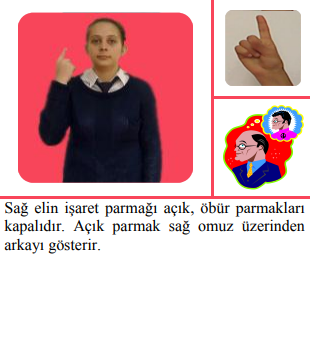 Sağ elin işaret parmağı açık, öbür parmakları
kapalıdır. Açık parmak sağ omuz üzerinden
arkayı gösterir.